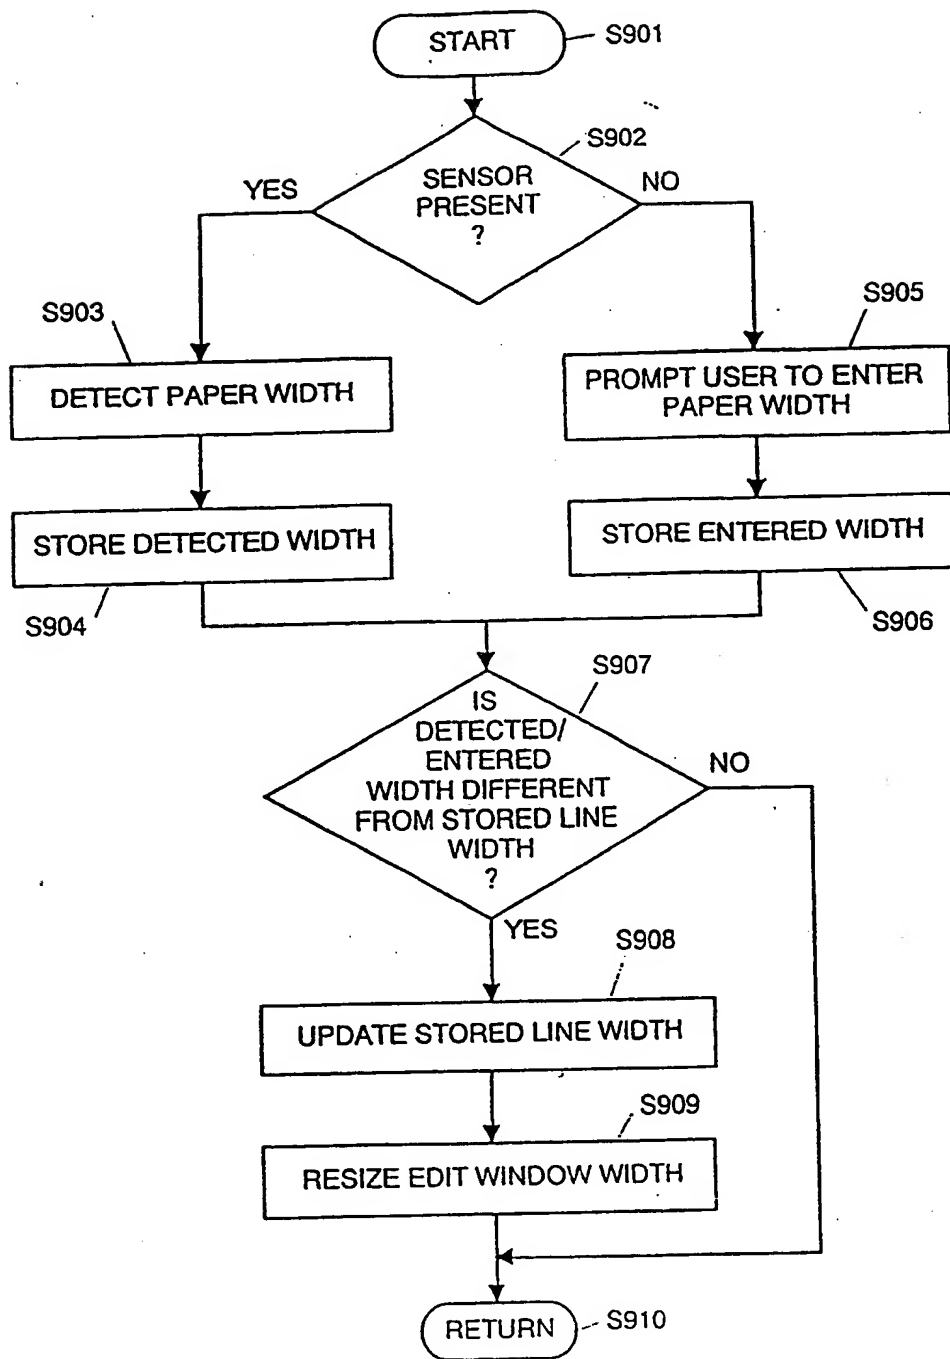 START
S901
S902
YES
SENSOR
PRESENT
?
NO
S903
S905
DETECT PAPER WIDTH
PROMPT USER TO ENTER
PAPER WIDTH
STORE DETECTED WIDTH
STORE ENTERED WIDTH
S904
S906
S907
IS
DETECTED/
ENTERED
WIDTH DIFFERENT
FROM STORED LINE
WIDTH
?
NO
YES
S908
UPDATE STORED LINE WIDTH
S909
RESIZE EDIT WINDOW WIDTH
RETURN
S910